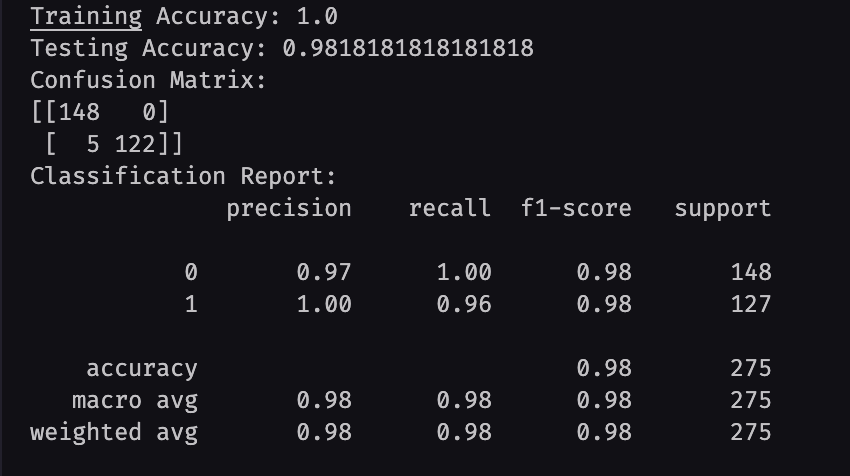 Training Accuracy: 1.0
Testing Accuracy: 0.9818181818181818
Confusion Matrix:
[[148   0]
 [  5 122]]
Classification Report:
              precision    recall  f1-score   support

           0       0.97      1.00      0.98       148
           1       1.00      0.96      0.98       127

    accuracy                           0.98       275
   macro avg       0.98      0.98      0.98       275
weighted avg       0.98      0.98      0.98       275